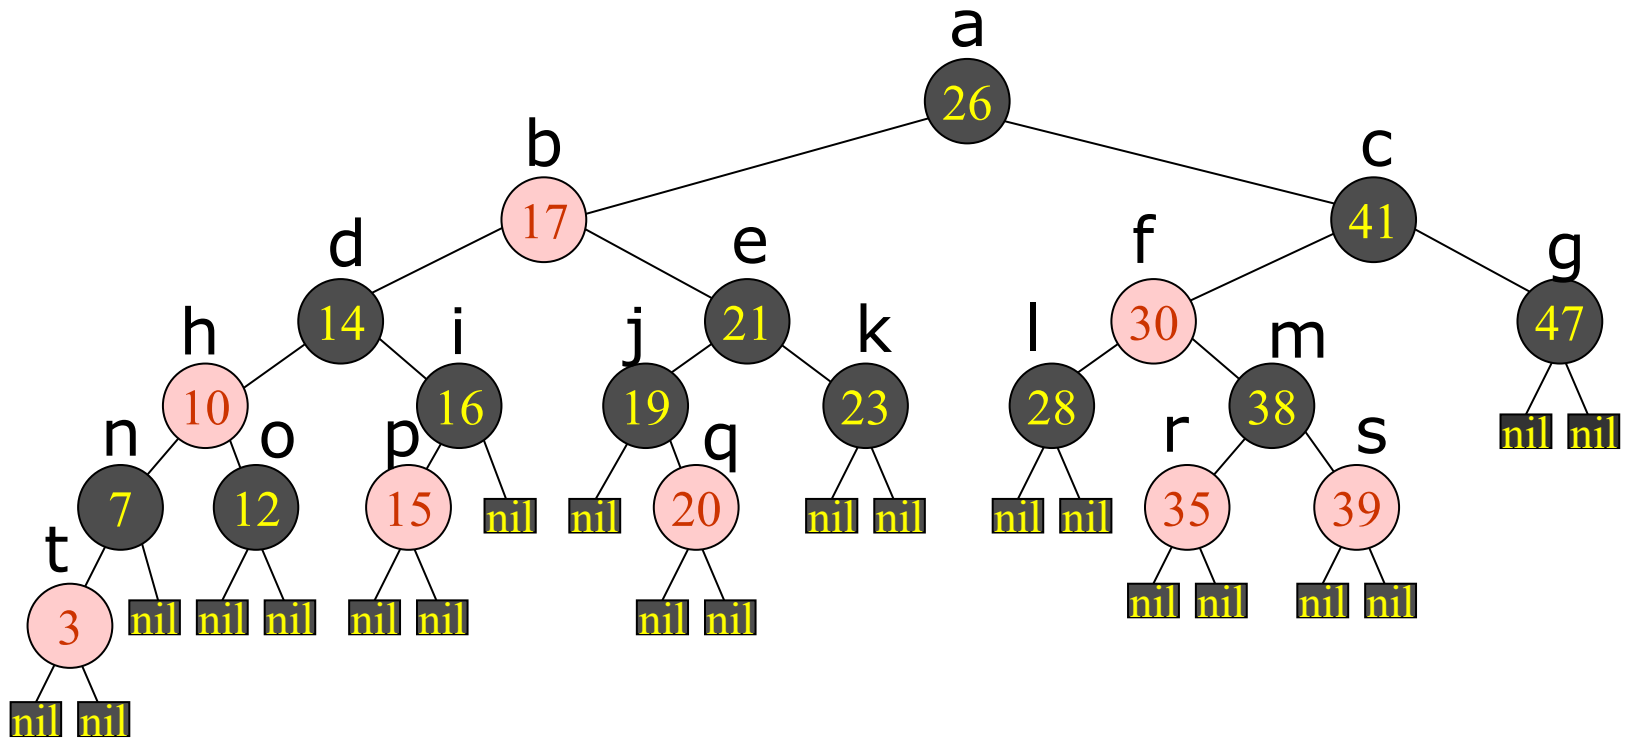 a
26
b c
17 41
d e f g
14 21 30 47
h i j k l m
10 16 19 23 28 38 nil nil
n o p q r s
7 12 15 nil nil 20 nil nil nil nil 35 39
t
3 nil nil nil nil nil nil nil nil nil nil nil
nil nil